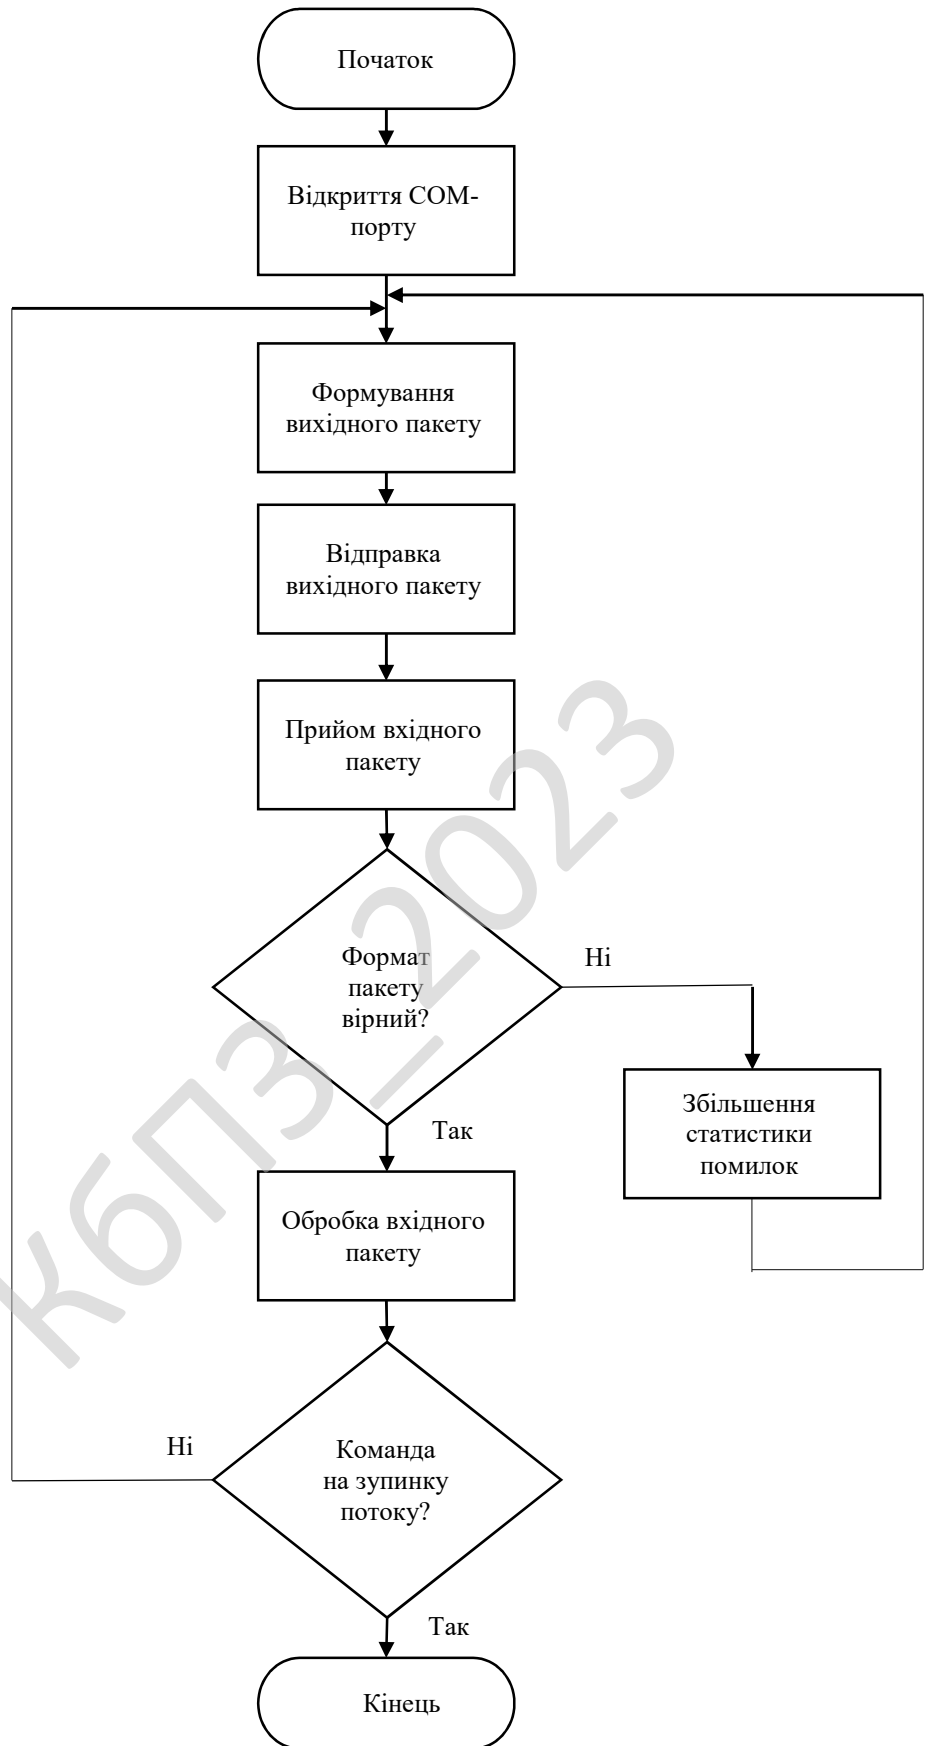 Початок
Відкриття COM-
порту
Формування
вихідного пакету
Відправка
вихідного пакету
Прийом вхідного
пакету
Формат
пакету
вірний?
Ні
Збільшення
статистики
помилок
Так
Обробка вхідного
пакету
Ні
Команда
на зупинку
потоку?
Так
Кінець
КбПЗ_2023